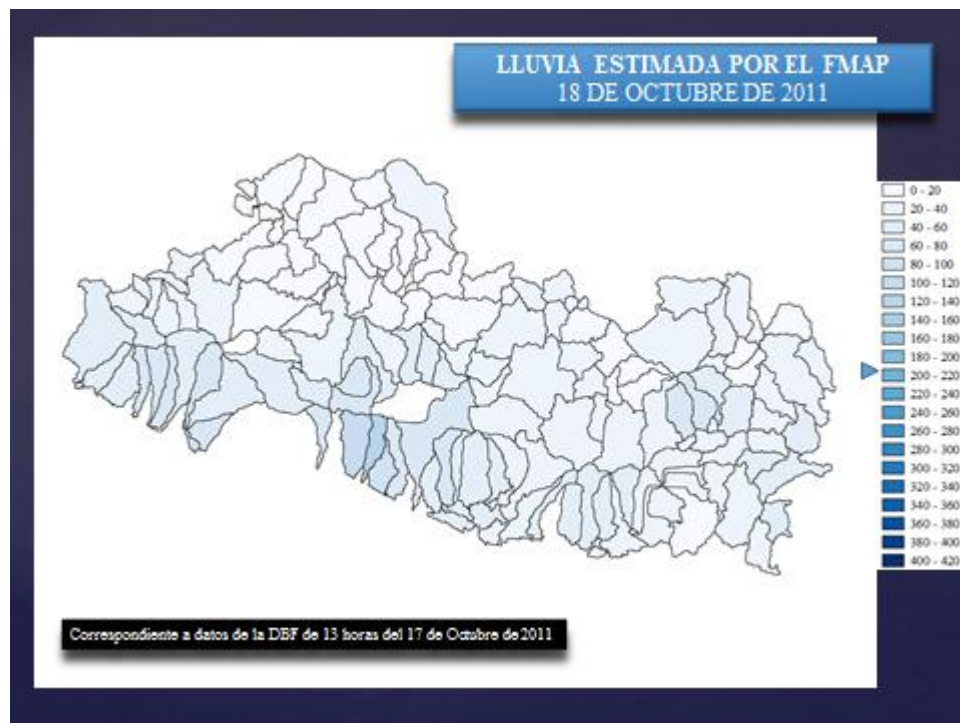 LLUVIA ESTIMADA POR EL FMAP
18 DE OCTUBRE DE 2011
0 - 20
20 - 40
40 - 60
60 - 80
80 - 100
100 - 120
120 - 140
140 - 160
160 - 180
180 - 200
200 - 220
220 - 240
240 - 260
260 - 280
280 - 300
300 - 320
320 - 340
340 - 360
360 - 380
380 - 400
400 - 420
Correspondiente a datos de la DBF de 13 horas del 17 de Octubre de 2011